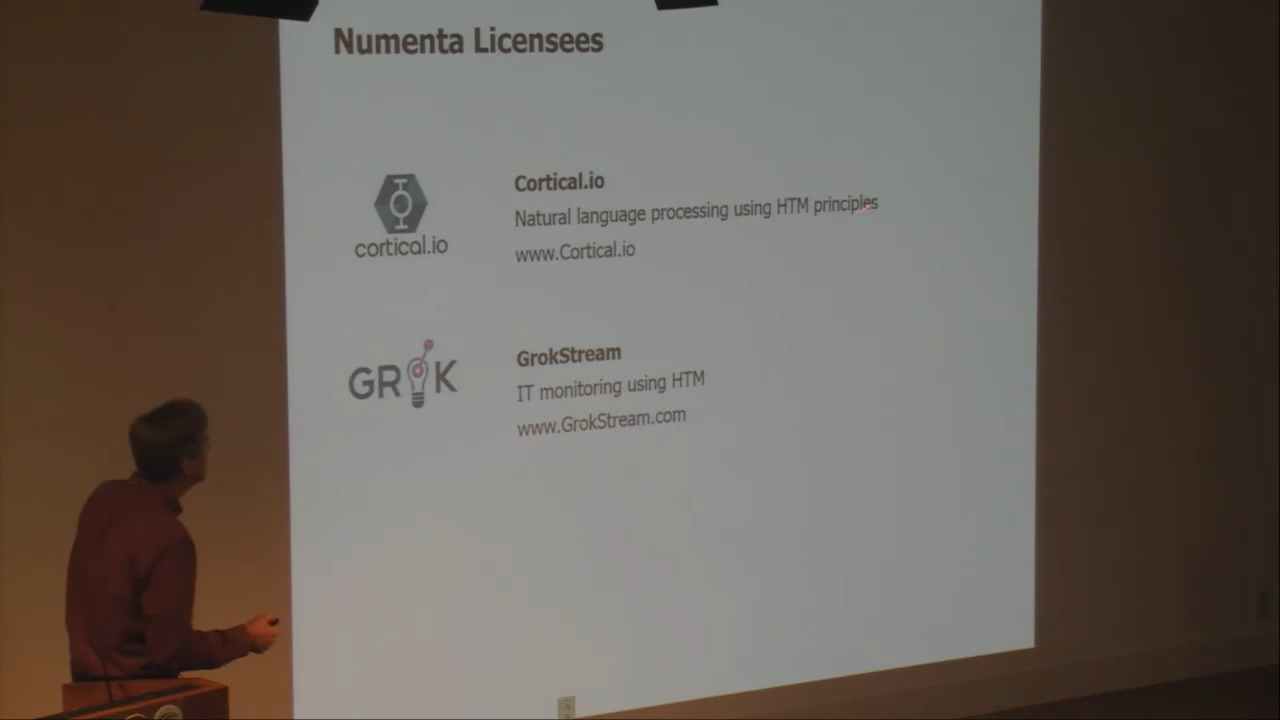 Numenta Licensees
cortical.io
Cortical.io
Natural language processing using HTM principles
www.Cortical.io
GROK
GrokStream
IT monitoring using HTM
www.GrokStream.com